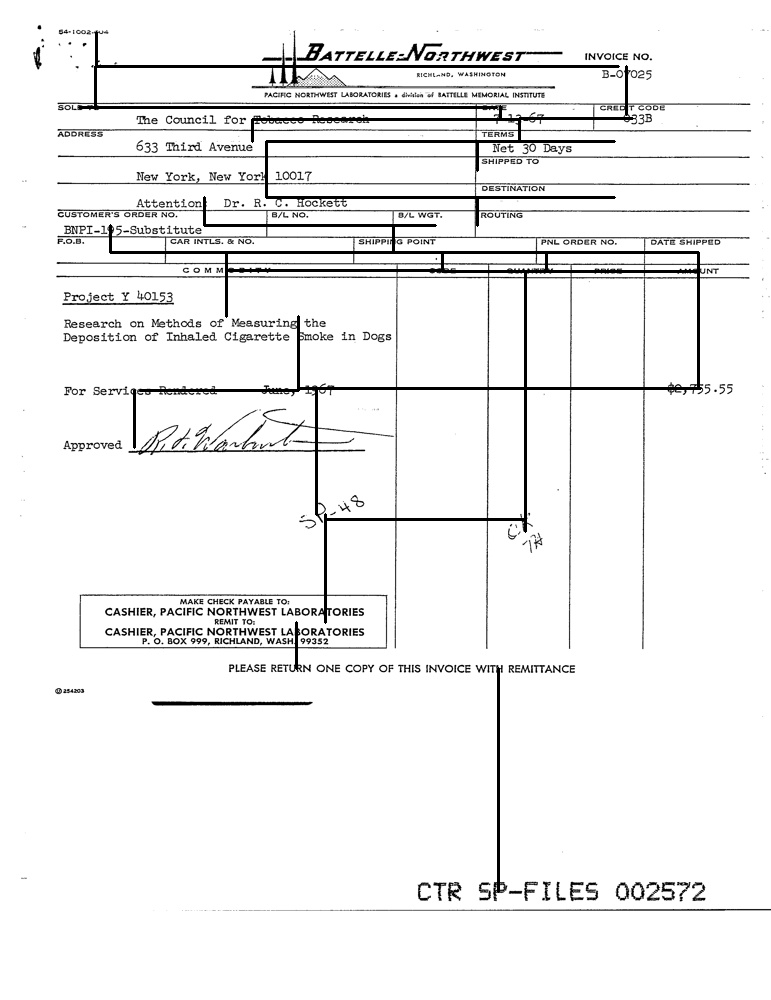 54-1002-404
BATTELLE-NORTHWEST
INVOICE NO.
RICHLAND, WASHINGTON
B-07025
PACIFIC NORTHWEST LABORATORIES a division of BATTELLE MEMORIAL INSTITUTE
SOLD TO DATE CREDIT CODE
The Council for Tobacco Research 7-13-67 033B
ADDRESS TERMS
633 Third Avenue Net 30 Days
SHIPPED TO
New York, New York 10017
DESTINATION
Attention: Dr. R. C. Hockett
CUSTOMER'S ORDER NO. B/L NO. B/L WGT. ROUTING
BNPI-195-Substitute
F.O.B. CAR INTLS. & NO. SHIPPING POINT PNL ORDER NO. DATE SHIPPED
COMMODITY CODE QUANTITY PRICE AMOUNT
Project Y 40153
Research on Methods of Measuring the
Deposition of Inhaled Cigarette Smoke in Dogs
For Services Rendered June, 1967 $2,755.55
Approved
SP-48
MAKE CHECK PAYABLE TO:
CASHIER, PACIFIC NORTHWEST LABORATORIES
REMIT TO:
CASHIER, PACIFIC NORTHWEST LABORATORIES
P. O. BOX 999, RICHLAND, WASH. 99352
PLEASE RETURN ONE COPY OF THIS INVOICE WITH REMITTANCE
254203
CTR SP-FILES 002572